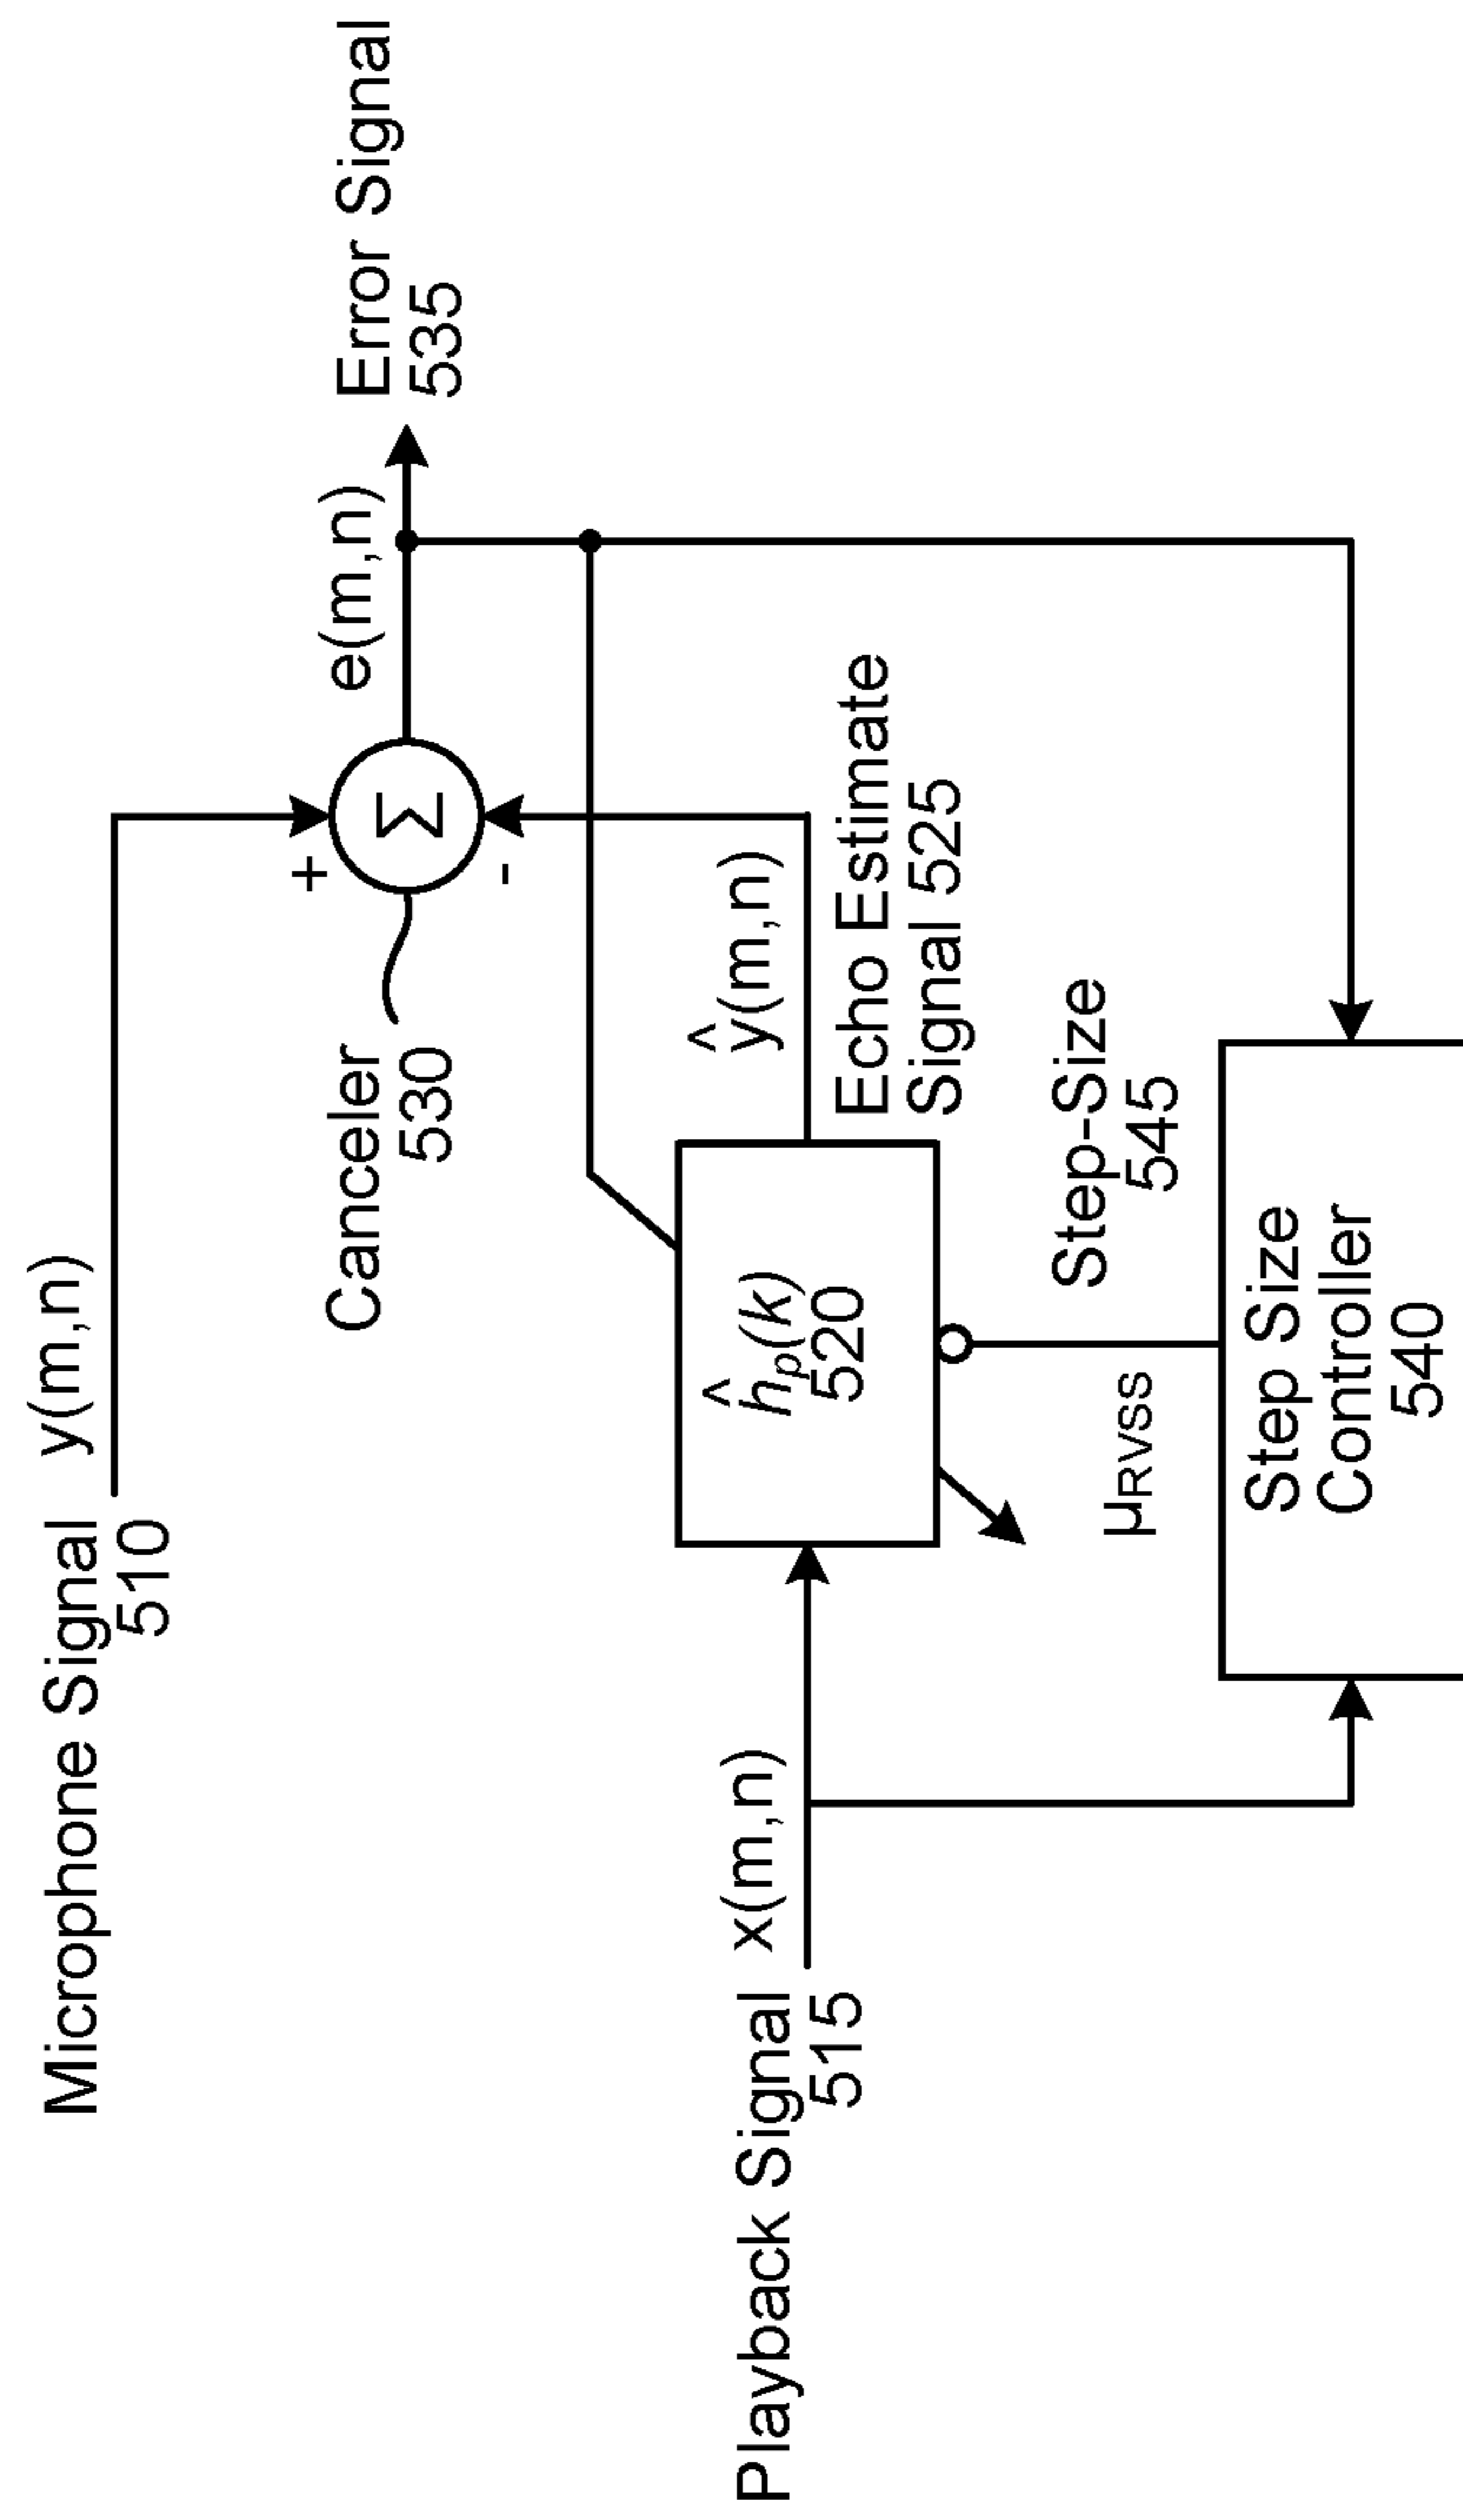 Microphone Signal
510
y(m,n)
+
Σ
-
Canceler
530
e(m,n)
Error Signal
535
Playback Signal
515
x(m,n)
ĥp(k)
520
ŷ(m,n)
Echo Estimate
Signal 525
Step-Size
545
μRVSS
Step Size
Controller
540